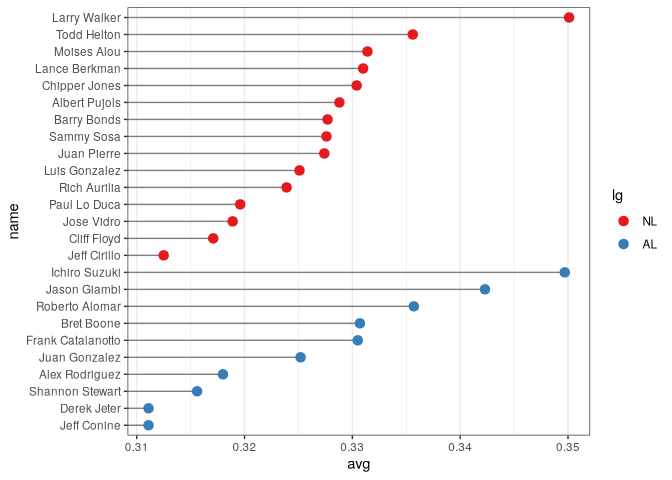 Larry Walker
Todd Helton
Moises Alou
Lance Berkman
Chipper Jones
Albert Pujols
Barry Bonds
Sammy Sosa
Juan Pierre
Luis Gonzalez
Rich Aurilia
Paul Lo Duca
Jose Vidro
Cliff Floyd
Jeff Cirillo
Ichiro Suzuki
Jason Giambi
Roberto Alomar
Bret Boone
Frank Catalanotto
Juan Gonzalez
Alex Rodriguez
Shannon Stewart
Derek Jeter
Jeff Conine
name
0.31 0.32 0.33 0.34 0.35
avg
lg
NL
AL